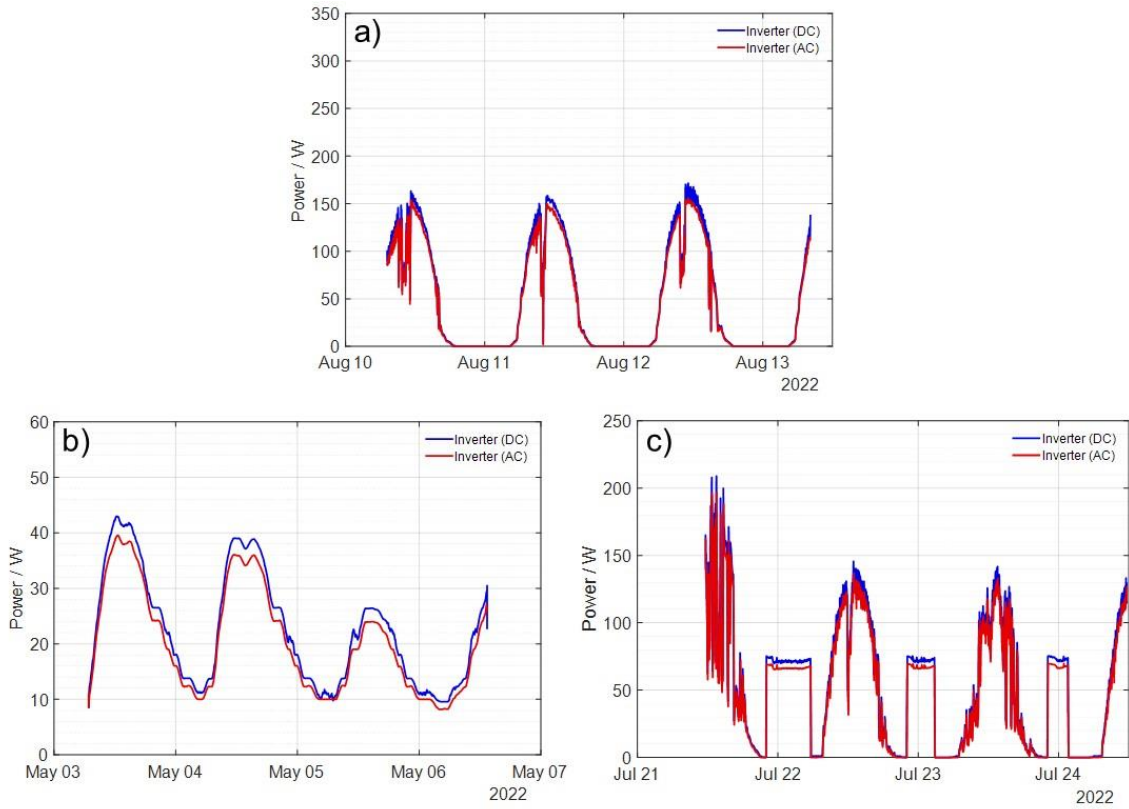 a)
Inverter (DC)
Inverter (AC)
350
300
250
200
150
100
50
0
Power / W
Aug 10
Aug 11
Aug 12
Aug 13
2022
b)
Inverter (DC)
Inverter (AC)
60
50
40
30
20
10
0
Power / W
May 03
May 04
May 05
May 06
May 07
2022
c)
Inverter (DC)
Inverter (AC)
250
200
150
100
50
0
Power / W
Jul 21
Jul 22
Jul 23
Jul 24
2022